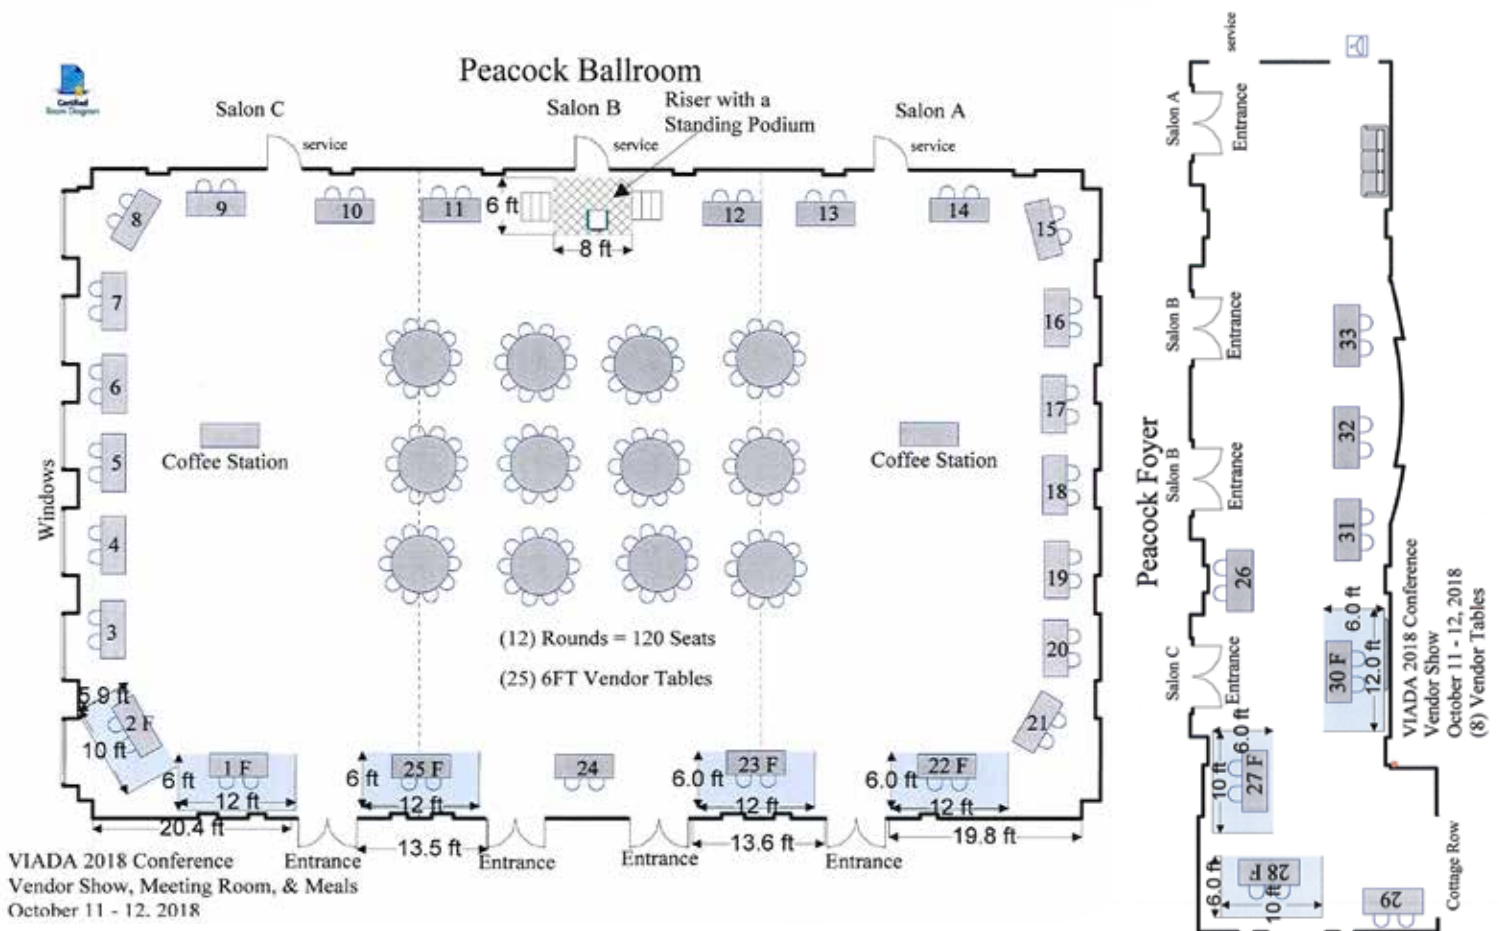 Peacock Ballroom
Certified
Room Diagram
Salon C
Salon B
Riser with a
Standing Podium
Salon A
service
service
service
8
9
10
11
6 ft
8 ft
12
13
14
15
7
16
6
17
5
Coffee Station
Coffee Station
18
Windows
4
19
3
(12) Rounds = 120 Seats
20
(25) 6FT Vendor Tables
5.9 ft
2 F
10 ft
21
1 F
6 ft
12 ft
25 F
6 ft
12 ft
24
23 F
6.0 ft
12 ft
22 F
6.0 ft
12 ft
20.4 ft
13.5 ft
13.6 ft
19.8 ft
Entrance
Entrance
Entrance
Entrance
VIADA 2018 Conference
Vendor Show, Meeting Room, & Meals
October 11 - 12. 2018
service
Salon A
Entrance
Salon B
Entrance
33
Peacock Foyer
32
Salon B
Entrance
31
26
Salon C
Entrance
6.0 ft
30 F
12.0 ft
VIADA 2018 Conference
Vendor Show
October 11 - 12, 2018
(8) Vendor Tables
6.0 ft
10 ft
27 F
6.0 ft
28 F
10 ft
29
Cottage Row